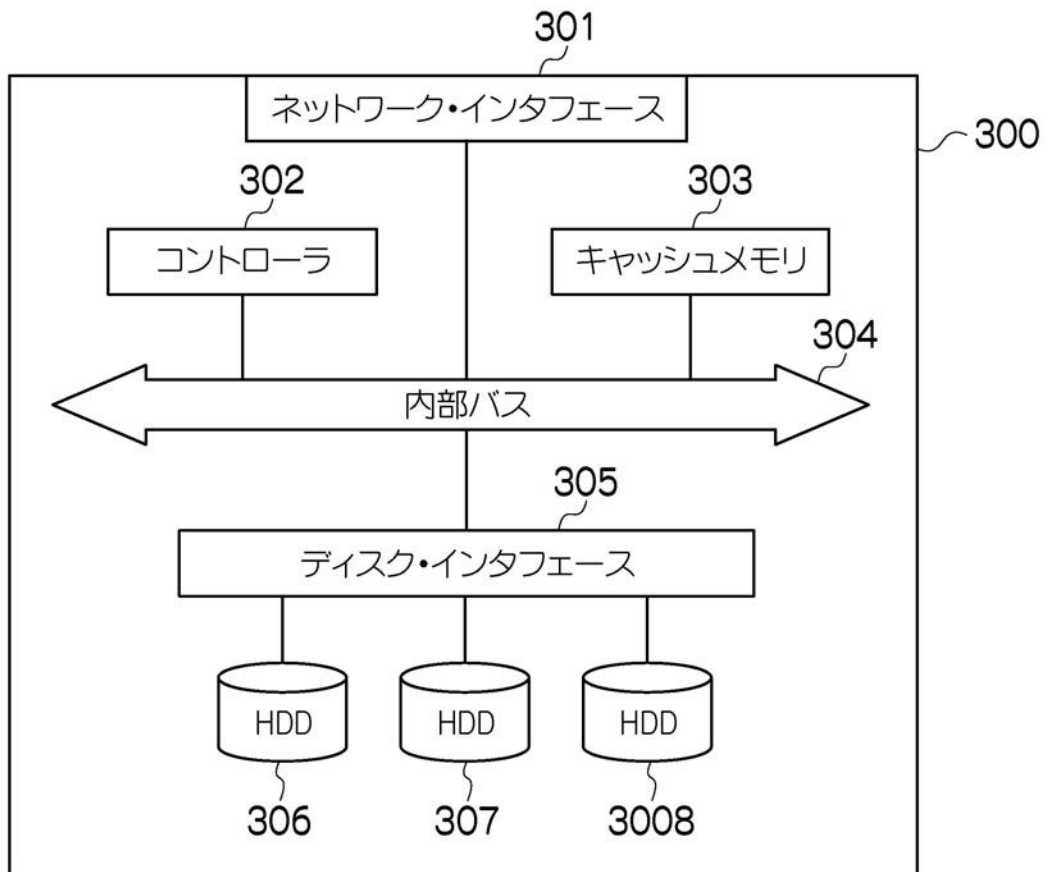 301
ネットワーク・インタフェース
300
302
303
コントローラ
キャッシュメモリ
304
内部バス
305
ディスク・インタフェース
HDD
HDD
HDD
306
307
3008